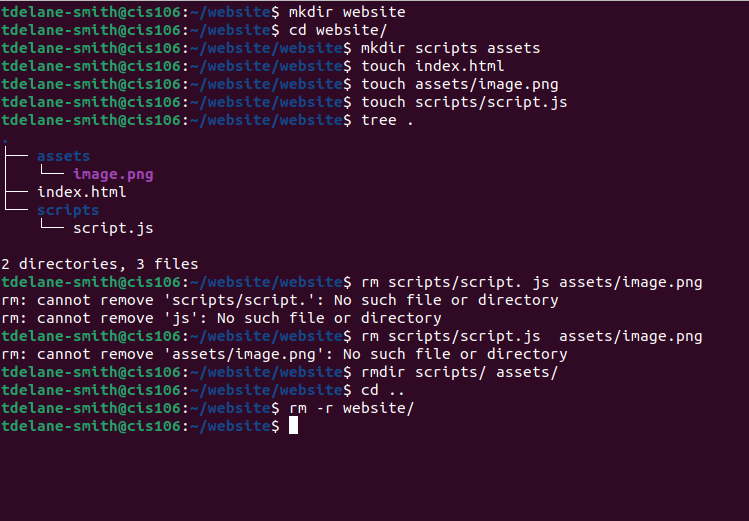 tdelane-smith@cis106:~/website$ mkdir website
tdelane-smith@cis106:~/website$ cd website/
tdelane-smith@cis106:~/website/website$ mkdir scripts assets
tdelane-smith@cis106:~/website/website$ touch index.html
tdelane-smith@cis106:~/website/website$ touch assets/image.png
tdelane-smith@cis106:~/website/website$ touch scripts/script.js
tdelane-smith@cis106:~/website/website$ tree .
.
├── assets
│   └── image.png
├── index.html
└── scripts
    └── script.js

2 directories, 3 files
tdelane-smith@cis106:~/website/website$ rm scripts/script. js assets/image.png
rm: cannot remove 'scripts/script.': No such file or directory
rm: cannot remove 'js': No such file or directory
tdelane-smith@cis106:~/website/website$ rm scripts/script.js  assets/image.png
rm: cannot remove 'assets/image.png': No such file or directory
tdelane-smith@cis106:~/website/website$ rmdir scripts/ assets/
tdelane-smith@cis106:~/website/website$ cd ..
tdelane-smith@cis106:~/website$ rm -r website/
tdelane-smith@cis106:~/website$